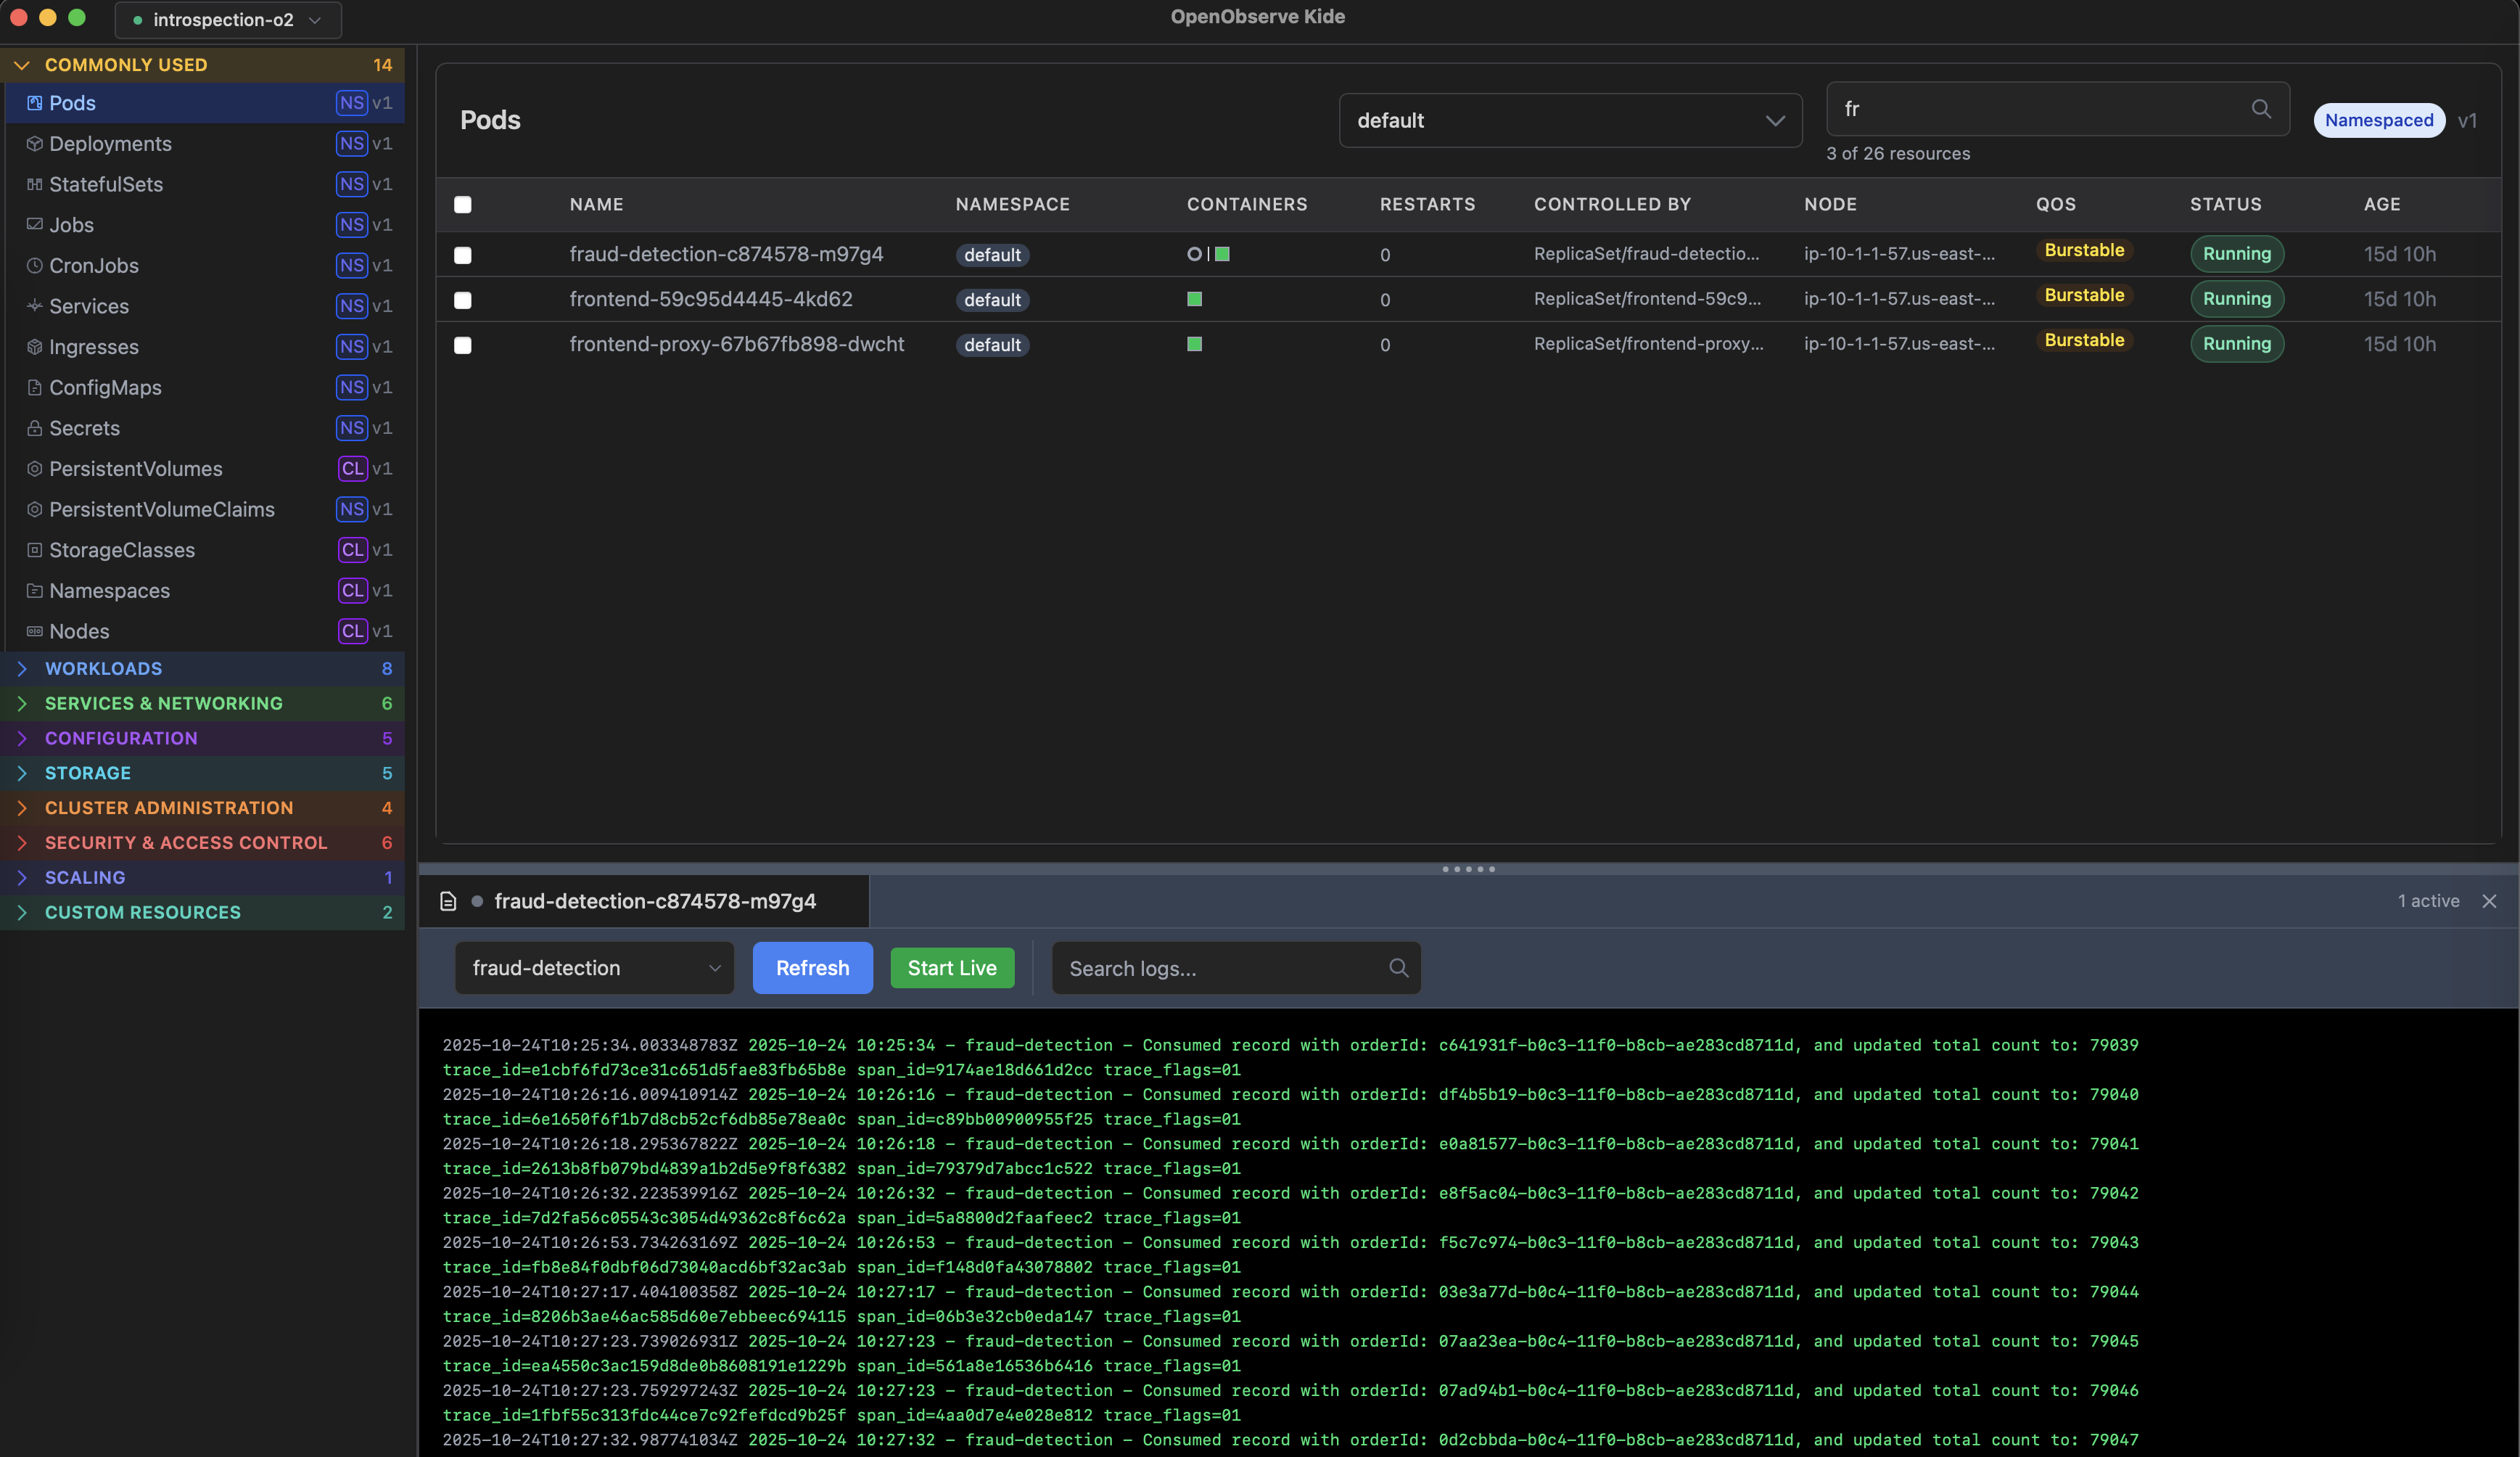 introspection-o2
OpenObserve Kide
COMMONLY USED 14
Pods NS v1
Deployments NS v1
StatefulSets NS v1
Jobs NS v1
CronJobs NS v1
Services NS v1
Ingresses NS v1
ConfigMaps NS v1
Secrets NS v1
PersistentVolumes CL v1
PersistentVolumeClaims NS v1
StorageClasses CL v1
Namespaces CL v1
Nodes CL v1
WORKLOADS 8
SERVICES & NETWORKING 6
CONFIGURATION 5
STORAGE 5
CLUSTER ADMINISTRATION 4
SECURITY & ACCESS CONTROL 6
SCALING 1
CUSTOM RESOURCES 2
Pods
default
fr
Namespaced v1
3 of 26 resources
NAME NAMESPACE CONTAINERS RESTARTS CONTROLLED BY NODE QOS STATUS AGE
fraud-detection-c874578-m97g4 default 0 ReplicaSet/fraud-detectio... ip-10-1-1-57.us-east-... Burstable Running 15d 10h
frontend-59c95d4445-4kd62 default 0 ReplicaSet/frontend-59c9... ip-10-1-1-57.us-east-... Burstable Running 15d 10h
frontend-proxy-67b67fb898-dwcht default 0 ReplicaSet/frontend-proxy... ip-10-1-1-57.us-east-... Burstable Running 15d 10h
fraud-detection-c874578-m97g4
1 active
fraud-detection
Refresh
Start Live
Search logs...
2025-10-24T10:25:34.003348783Z 2025-10-24 10:25:34 - fraud-detection - Consumed record with orderId: c641931f-b0c3-11f0-b8cb-ae283cd8711d, and updated total count to: 79039
trace_id=e1cbf6fd73ce31c651d5fae83fb65b8e span_id=9174ae18d661d2cc trace_flags=01
2025-10-24T10:26:16.009410914Z 2025-10-24 10:26:16 - fraud-detection - Consumed record with orderId: df4b5b19-b0c3-11f0-b8cb-ae283cd8711d, and updated total count to: 79040
trace_id=6e1650f6f1b7d8cb52cf6db85e78ea0c span_id=c89bb00900955f25 trace_flags=01
2025-10-24T10:26:18.295367822Z 2025-10-24 10:26:18 - fraud-detection - Consumed record with orderId: e0a81577-b0c3-11f0-b8cb-ae283cd8711d, and updated total count to: 79041
trace_id=2613b8fb079bd4839a1b2d5e9f8f6382 span_id=79379d7abcc1c522 trace_flags=01
2025-10-24T10:26:32.223539916Z 2025-10-24 10:26:32 - fraud-detection - Consumed record with orderId: e8f5ac04-b0c3-11f0-b8cb-ae283cd8711d, and updated total count to: 79042
trace_id=7d2fa56c05543c3054d49362c8f6c62a span_id=5a8800d2faafeec2 trace_flags=01
2025-10-24T10:26:53.734263169Z 2025-10-24 10:26:53 - fraud-detection - Consumed record with orderId: f5c7c974-b0c3-11f0-b8cb-ae283cd8711d, and updated total count to: 79043
trace_id=fb8e84f0dbf06d73040acd6bf32ac3ab span_id=f148d0fa43078802 trace_flags=01
2025-10-24T10:27:17.404100358Z 2025-10-24 10:27:17 - fraud-detection - Consumed record with orderId: 03e3a77d-b0c4-11f0-b8cb-ae283cd8711d, and updated total count to: 79044
trace_id=8206b3ae46ac585d60e7ebbeec694115 span_id=06b3e32cb0eda147 trace_flags=01
2025-10-24T10:27:23.739026931Z 2025-10-24 10:27:23 - fraud-detection - Consumed record with orderId: 07aa23ea-b0c4-11f0-b8cb-ae283cd8711d, and updated total count to: 79045
trace_id=ea4550c3ac159d8de0b8608191e1229b span_id=561a8e16536b6416 trace_flags=01
2025-10-24T10:27:23.759297243Z 2025-10-24 10:27:23 - fraud-detection - Consumed record with orderId: 07ad94b1-b0c4-11f0-b8cb-ae283cd8711d, and updated total count to: 79046
trace_id=1fbf55c313fdc44ce7c92fefdcd9b25f span_id=4aa0d7e4e028e812 trace_flags=01
2025-10-24T10:27:32.987741034Z 2025-10-24 10:27:32 - fraud-detection - Consumed record with orderId: 0d2cbbda-b0c4-11f0-b8cb-ae283cd8711d, and updated total count to: 79047